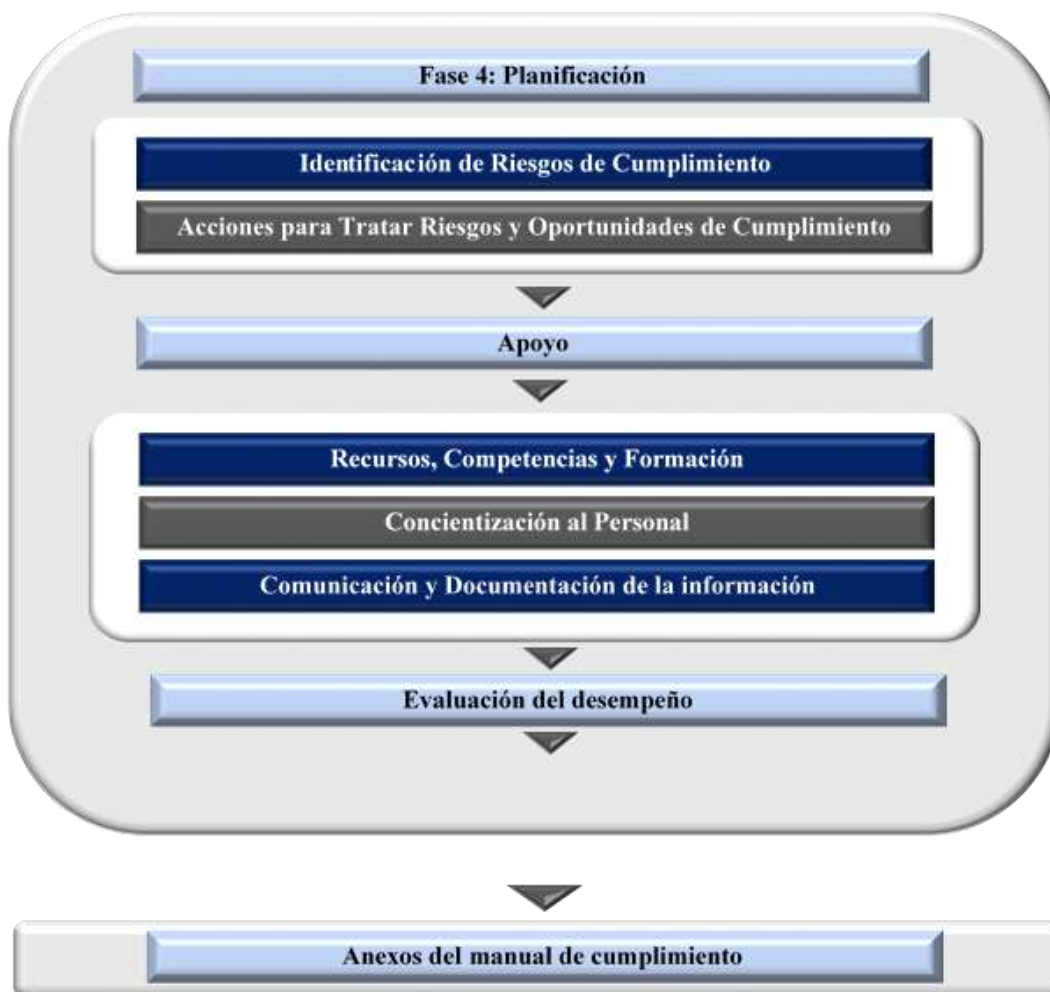 Fase 4: Planificación
Identificación de Riesgos de Cumplimiento
Acciones para Tratar Riesgos y Oportunidades de Cumplimiento
Apoyo
Recursos, Competencias y Formación
Concientización al Personal
Comunicación y Documentación de la información
Evaluación del desempeño
Anexos del manual de cumplimiento